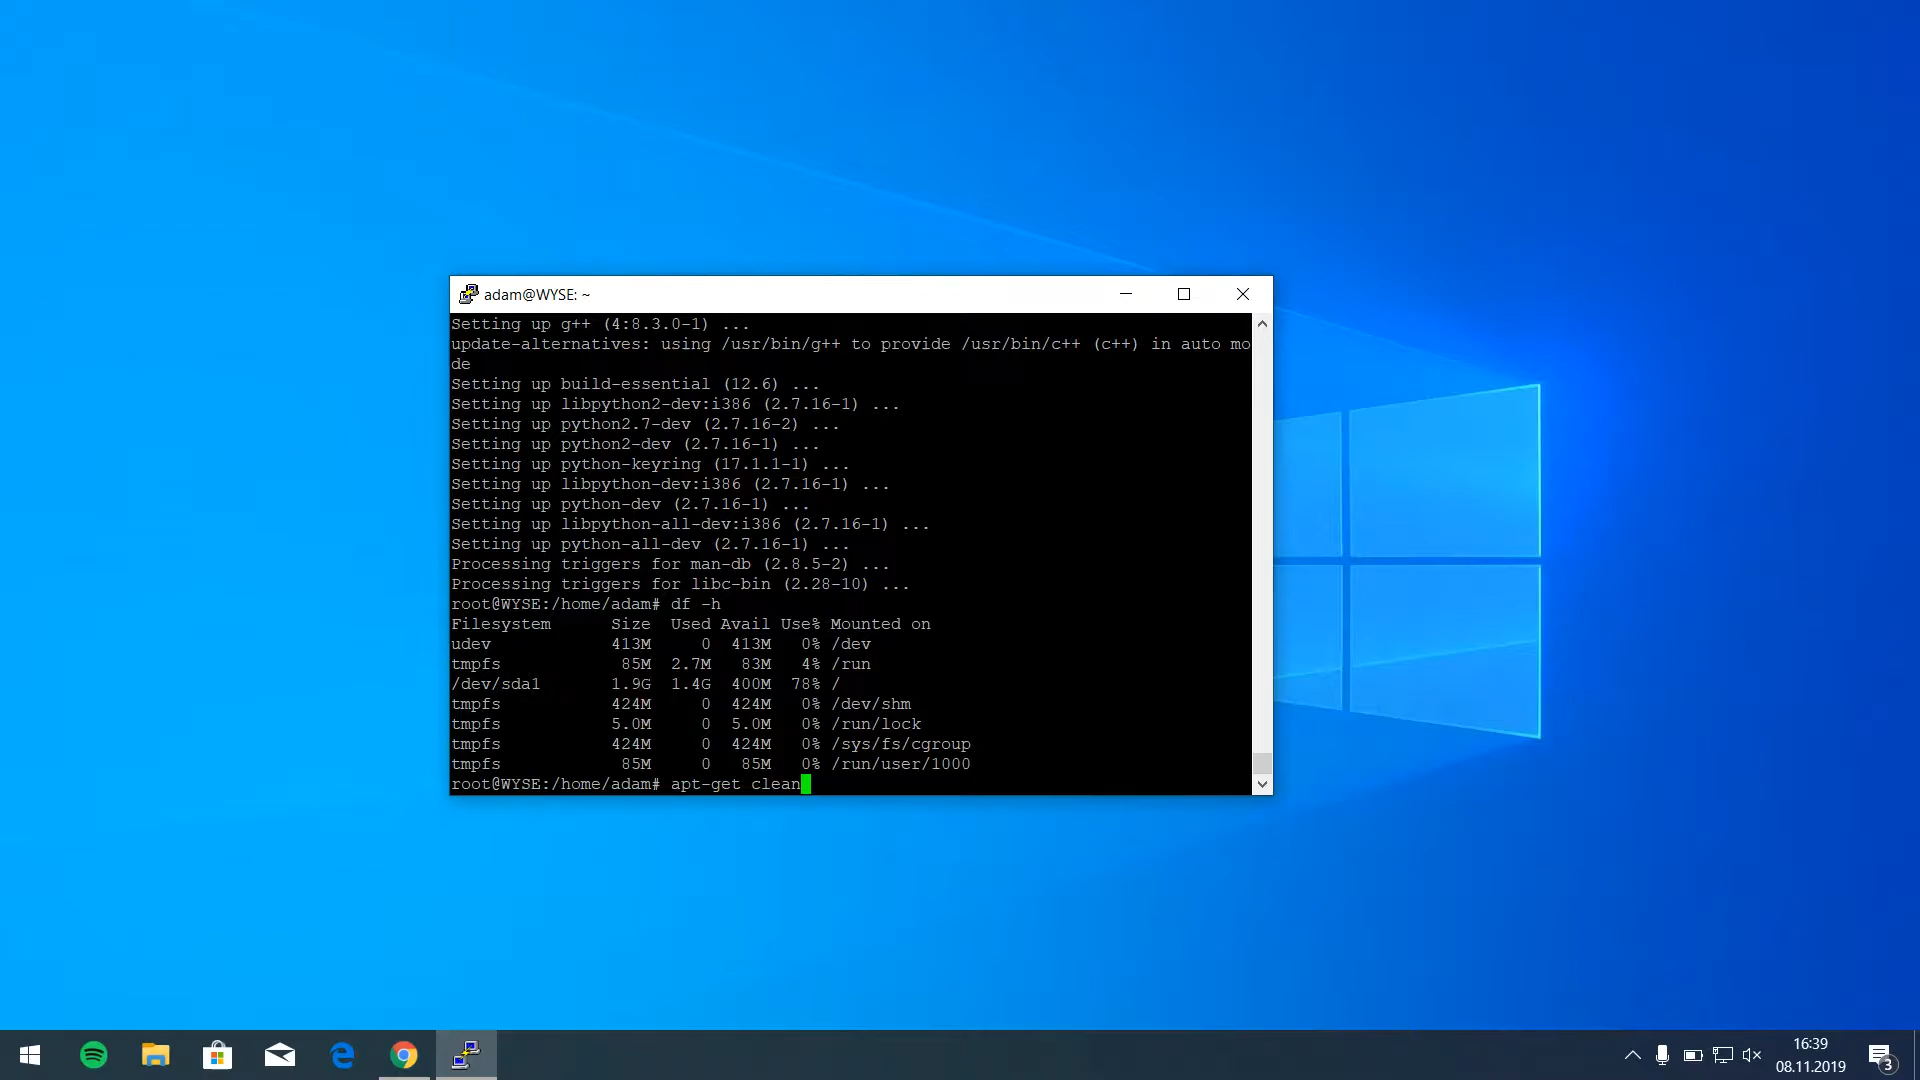 adam@WYSE: ~
Setting up g++ (4:8.3.0-1) ...
update-alternatives: using /usr/bin/g++ to provide /usr/bin/c++ (c++) in auto mo
de
Setting up build-essential (12.6) ...
Setting up libpython2-dev:i386 (2.7.16-1) ...
Setting up python2.7-dev (2.7.16-2) ...
Setting up python2-dev (2.7.16-1) ...
Setting up python-keyring (17.1.1-1) ...
Setting up libpython-dev:i386 (2.7.16-1) ...
Setting up python-dev (2.7.16-1) ...
Setting up libpython-all-dev:i386 (2.7.16-1) ...
Setting up python-all-dev (2.7.16-1) ...
Processing triggers for man-db (2.8.5-2) ...
Processing triggers for libc-bin (2.28-10) ...
root@WYSE:/home/adam# df -h
Filesystem      Size  Used Avail Use% Mounted on
udev            413M     0  413M   0% /dev
tmpfs            85M  2.7M   83M   4% /run
/dev/sda1       1.9G  1.4G  400M  78% /
tmpfs           424M     0  424M   0% /dev/shm
tmpfs           5.0M     0  5.0M   0% /run/lock
tmpfs           424M     0  424M   0% /sys/fs/cgroup
tmpfs            85M     0   85M   0% /run/user/1000
root@WYSE:/home/adam# apt-get clean
16:39
08.11.2019
3